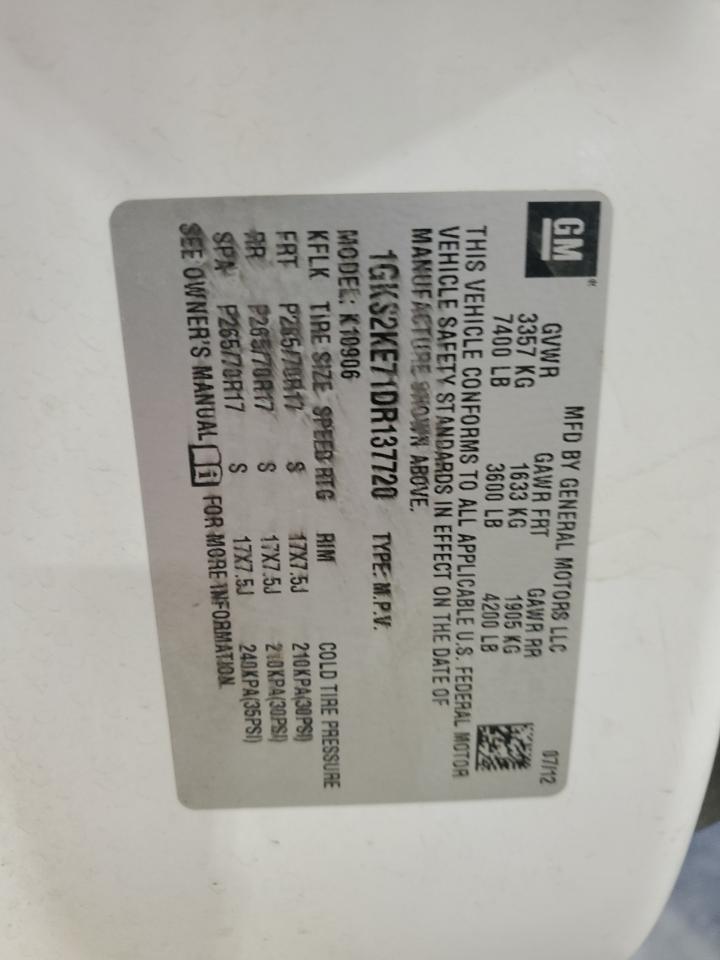 GM
MFD BY GENERAL MOTORS LLC 07/12
GVWR GAWR FRT GAWR RR
3357 KG 1633 KG 1905 KG
7400 LB 3600 LB 4200 LB
THIS VEHICLE CONFORMS TO ALL APPLICABLE U.S. FEDERAL MOTOR
VEHICLE SAFETY STANDARDS IN EFFECT ON THE DATE OF
MANUFACTURE SHOWN ABOVE.
1GKS2KE71DR137720 TYPE: M.P.V.
MODEL: K10906
KFLK TIRE SIZE SPEED RTG RIM COLD TIRE PRESSURE
FRT P265/70R17 S 17X7.5J 210KPA(30PSI)
RR P265/70R17 S 17X7.5J 210KPA(30PSI)
SPA P265/70R17 S 17X7.5J 240KPA(35PSI)
SEE OWNER'S MANUAL i FOR MORE INFORMATION.